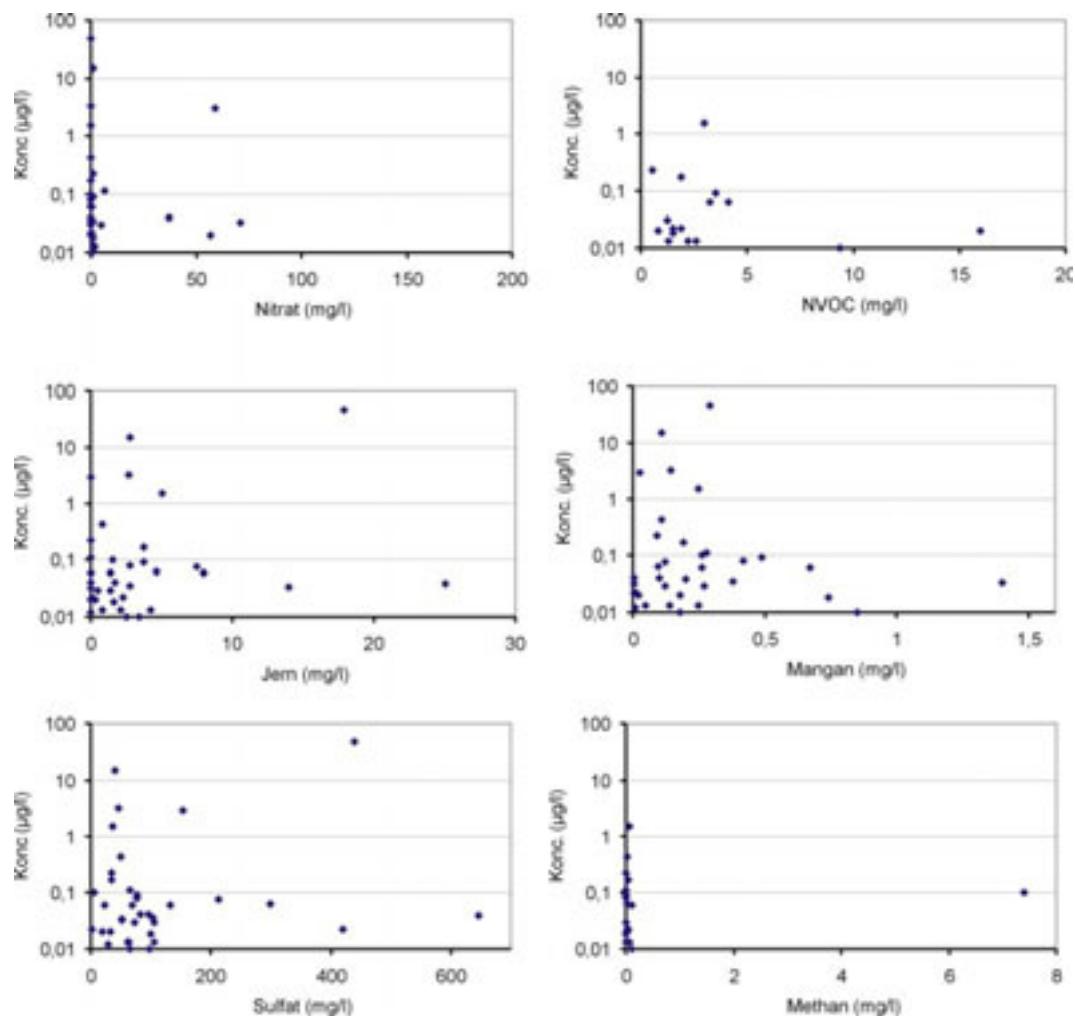 100
10
1
0,1
0,01
Konc (µg/l)
0 50 100 150 200
Nitrat (mg/l)
100
10
1
0,1
0,01
Konc. (µg/l)
0 5 10 15 20
NVOC (mg/l)
100
10
1
0,1
0,01
Konc. (µg/l)
0 10 20 30
Jern (mg/l)
100
10
1
0,1
0,01
Konc. (µg/l)
0 0,5 1 1,5
Mangan (mg/l)
100
10
1
0,1
0,01
Konc (µg/l)
0 200 400 600
Sulfat (mg/l)
100
10
1
0,1
0,01
Konc. (µg/l)
0 2 4 6 8
Methan (mg/l)